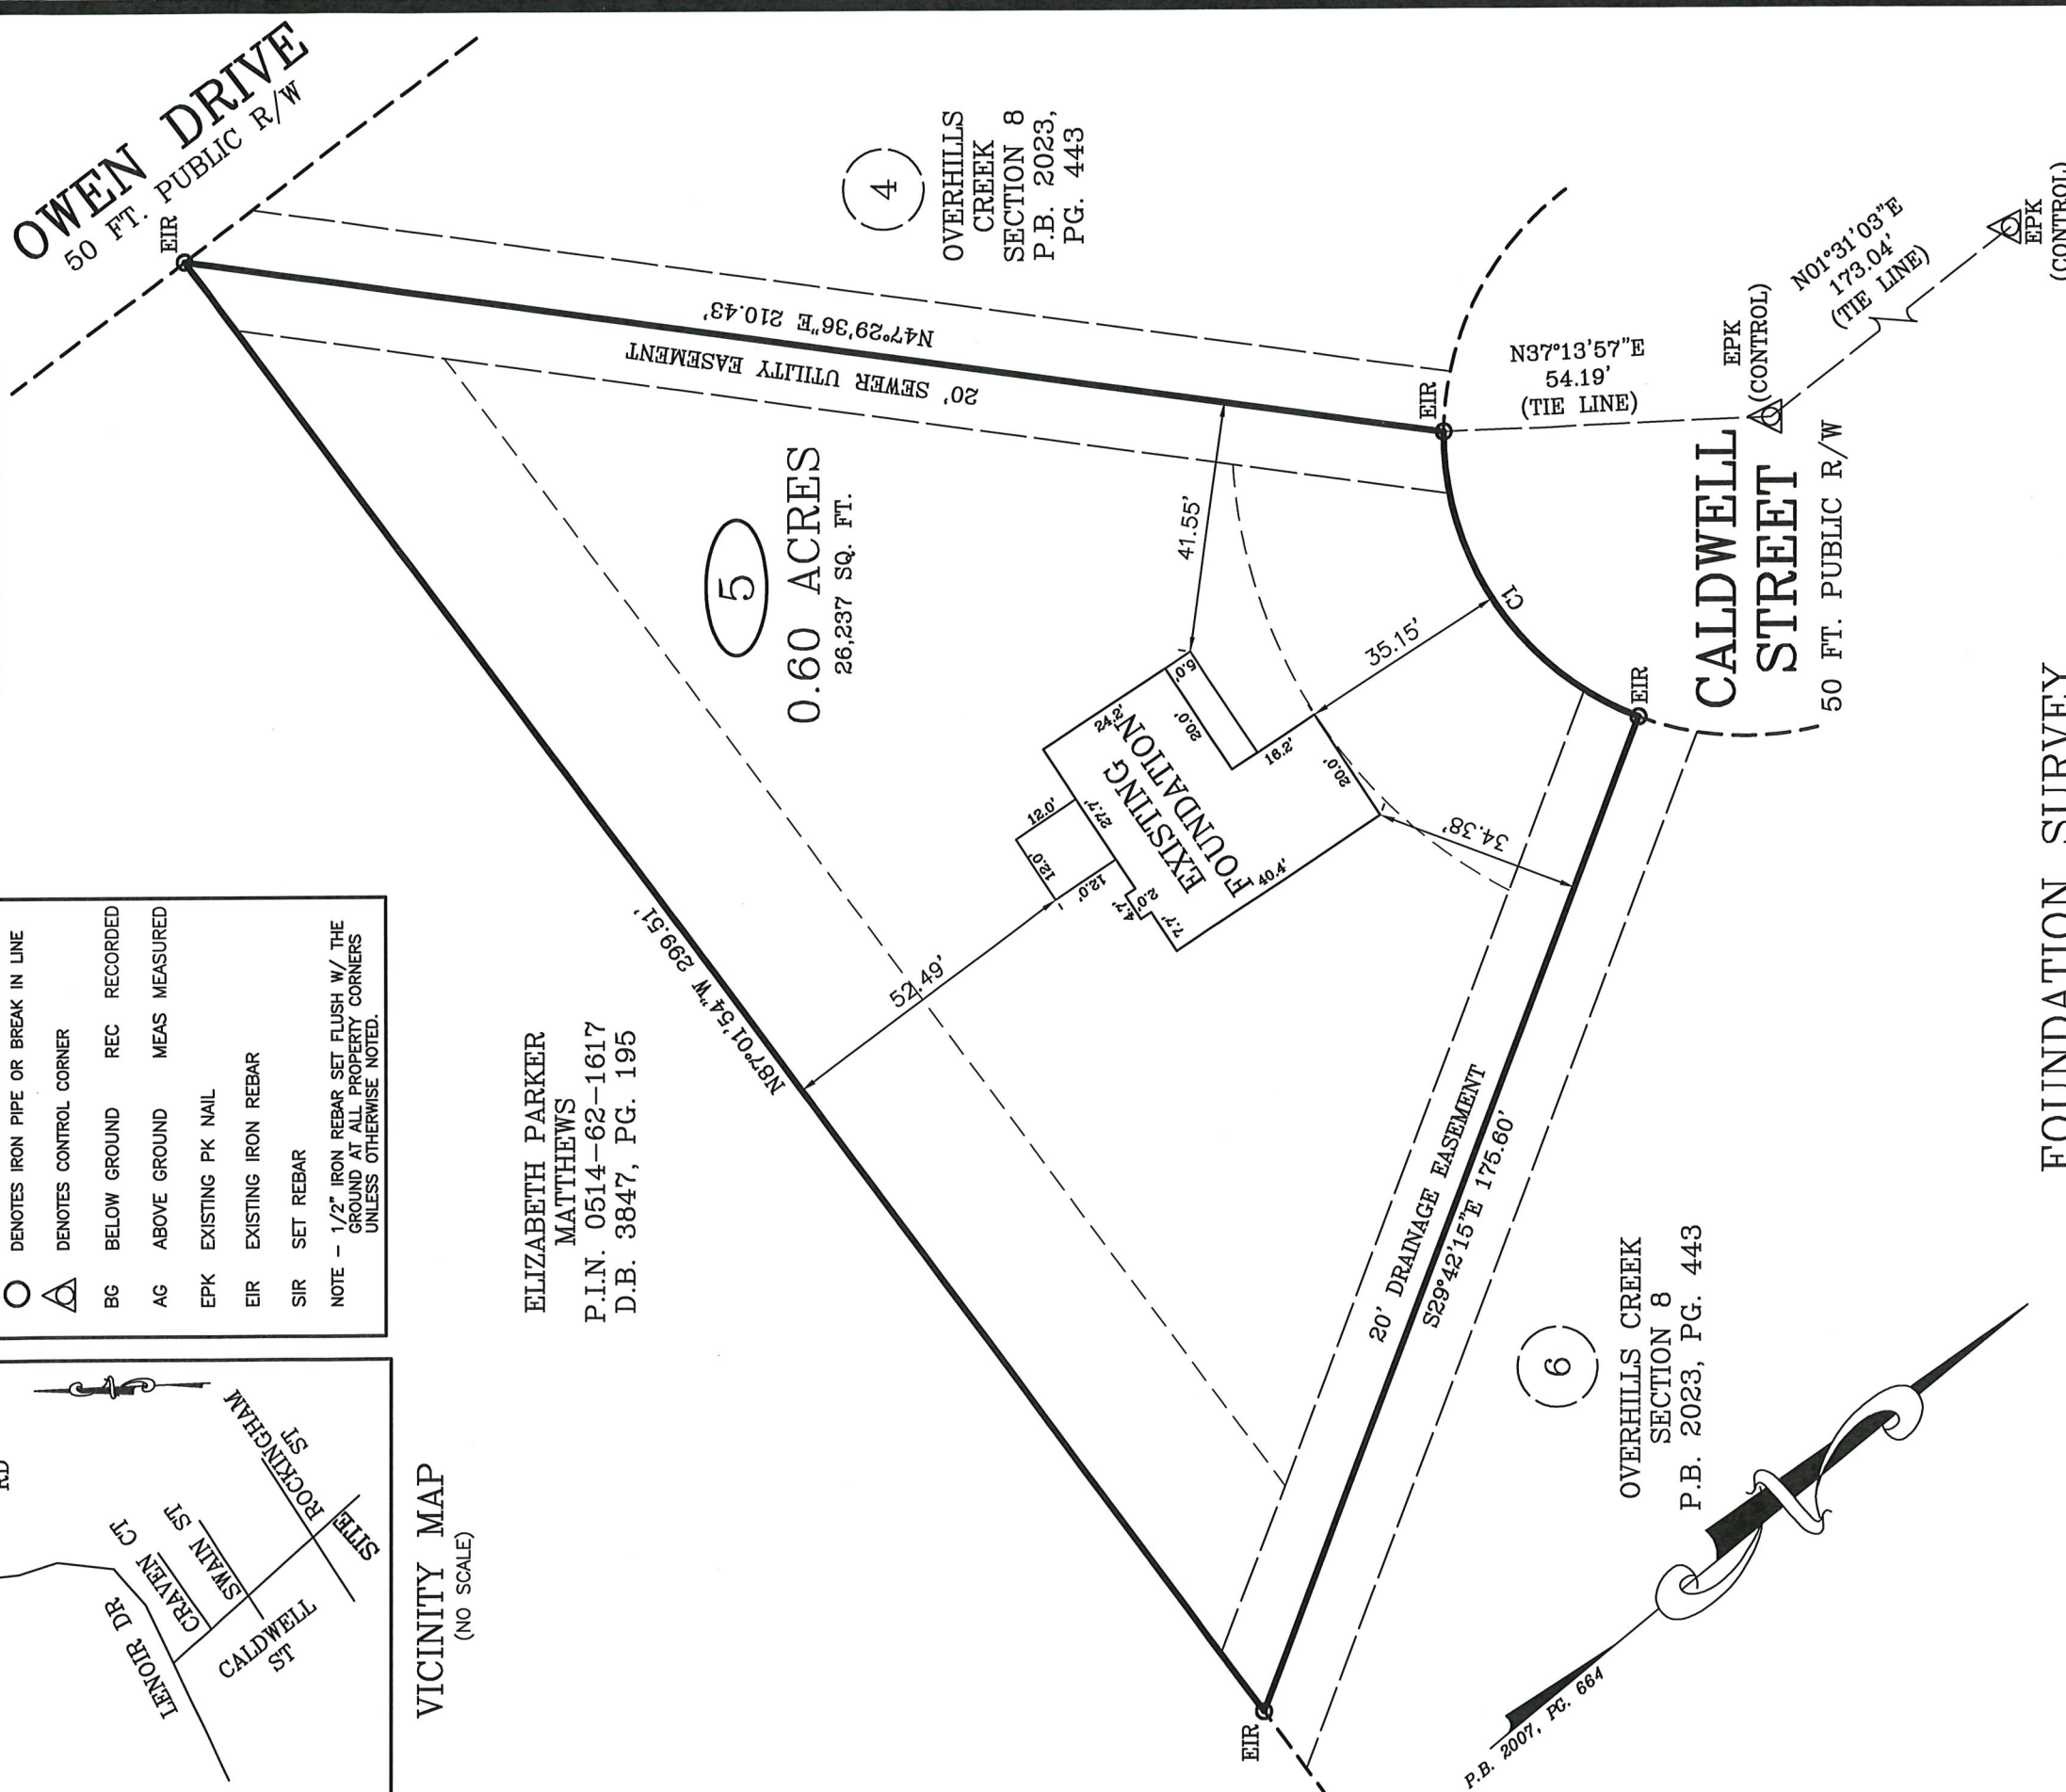 OWEN DRIVE
50 FT. PUBLIC R/W
EIR
4
OVERHILLS
CREEK
SECTION 8
P.B. 2023,
PG. 443
N47°29'36"E 210.43'
20' SEWER UTILITY EASEMENT
EIR
N37°13'57"E
54.19'
(TIE LINE)
EPK
(CONTROL)
N01°31'03"E
173.04'
(TIE LINE)
EPK
(CONTROL)
5
0.60 ACRES
26,237 SQ. FT.
41.55'
35.15'
C1
EIR
CALDWELL
STREET
50 FT. PUBLIC R/W
EXISTING
FOUNDATION
24.2'
6.0'
20.0'
16.2'
20.0'
40.4'
7.7'
4.7'
2.0'
27.7'
12.0'
12.0'
12.0'
34.38'
52.49'
N87°01'54"W 299.51'
ELIZABETH PARKER
MATTHEWS
P.I.N. 0514-62-1617
D.B. 3847, PG. 195
20' DRAINAGE EASEMENT
S29°42'15"E 175.60'
6
OVERHILLS CREEK
SECTION 8
P.B. 2023, PG. 443
EIR
P.B. 2007, PG. 664
FOUNDATION SURVEY
DENOTES IRON PIPE OR BREAK IN LINE
DENOTES CONTROL CORNER
BG BELOW GROUND REC RECORDED
AG ABOVE GROUND MEAS MEASURED
EPK EXISTING PK NAIL
EIR EXISTING IRON REBAR
SIR SET REBAR
NOTE - 1/2" IRON REBAR SET FLUSH W/ THE
GROUND AT ALL PROPERTY CORNERS
UNLESS OTHERWISE NOTED.
RD
LENOIR DR
CRAVEN CT
SWAIN ST
CALDWELL
ST
ROCKINGHAM
ST
SITE
VICINITY MAP
(NO SCALE)